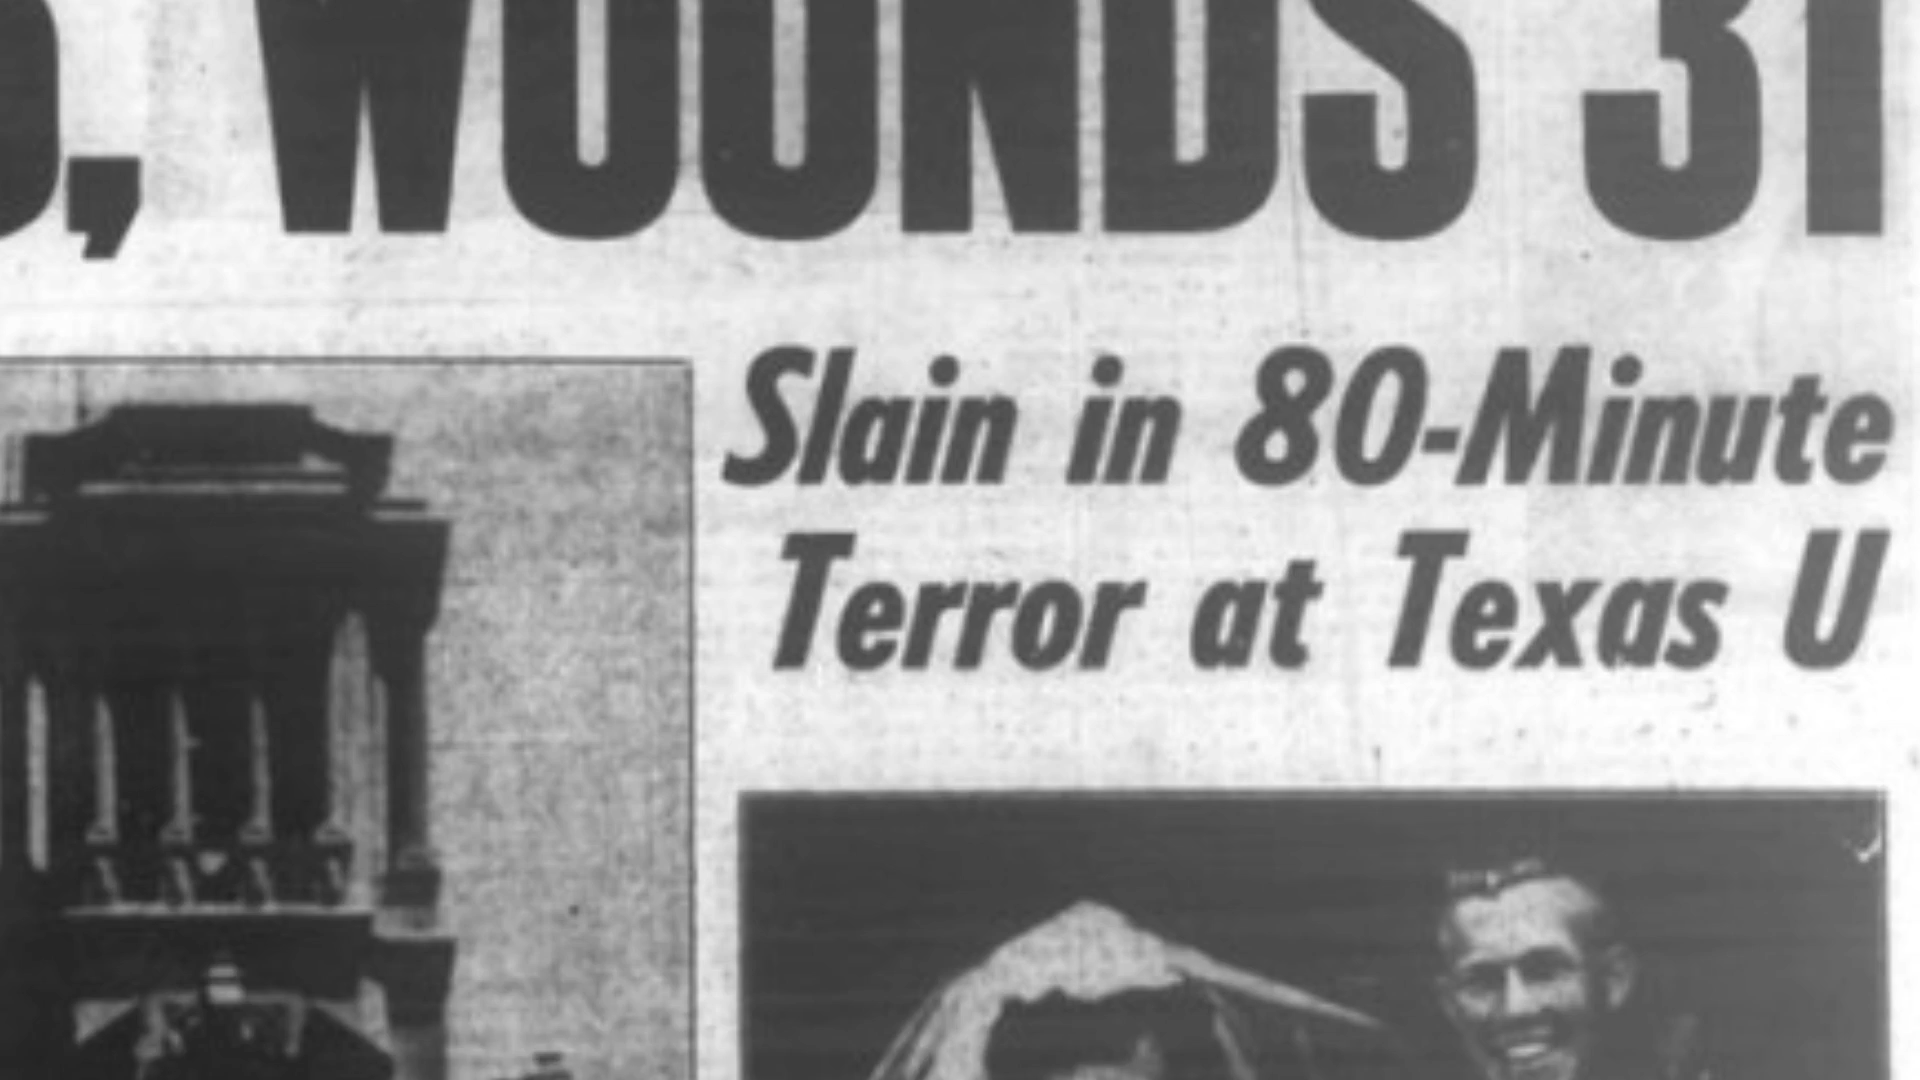 , WOUNDS 31
Slain in 80-Minute
Terror at Texas U